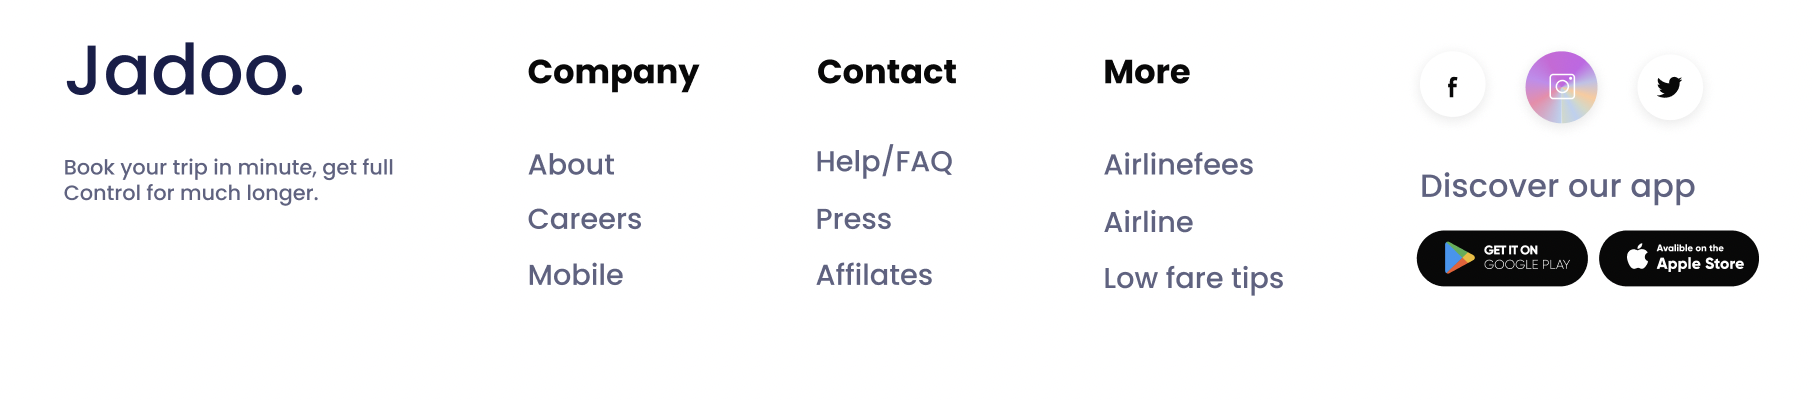 Jadoo.
Book your trip in minute, get full
Control for much longer.
Company
About
Careers
Mobile
Contact
Help/FAQ
Press
Affilates
More
Airlinefees
Airline
Low fare tips
f
Discover our app
GET IT ON
GOOGLE PLAY
Avalible on the
Apple Store